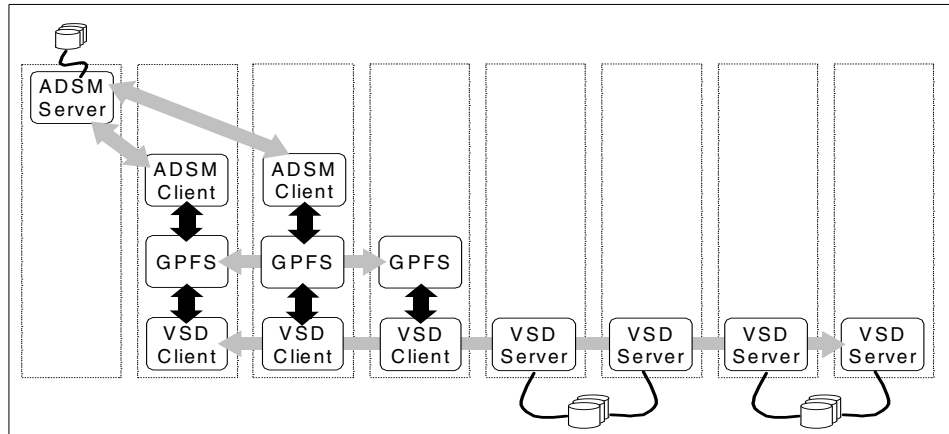 ADSM
Server
ADSM
Client
ADSM
Client
GPFS
GPFS
GPFS
VSD
Client
VSD
Client
VSD
Client
VSD
Server
VSD
Server
VSD
Server
VSD
Server